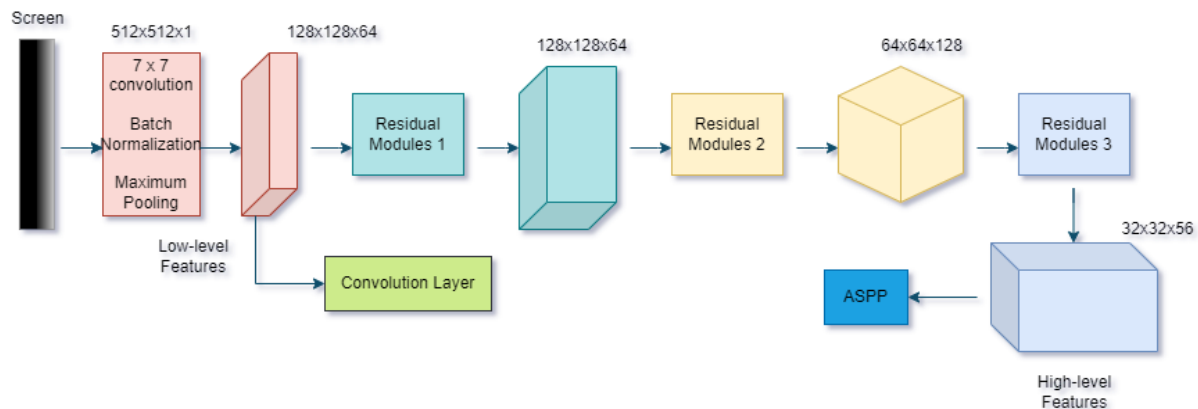 Screen
512x512x1
7 x 7
convolution
Batch
Normalization
Maximum
Pooling
128x128x64
Low-level
Features
Convolution Layer
Residual
Modules 1
128x128x64
Residual
Modules 2
64x64x128
Residual
Modules 3
32x32x56
High-level
Features
ASPP